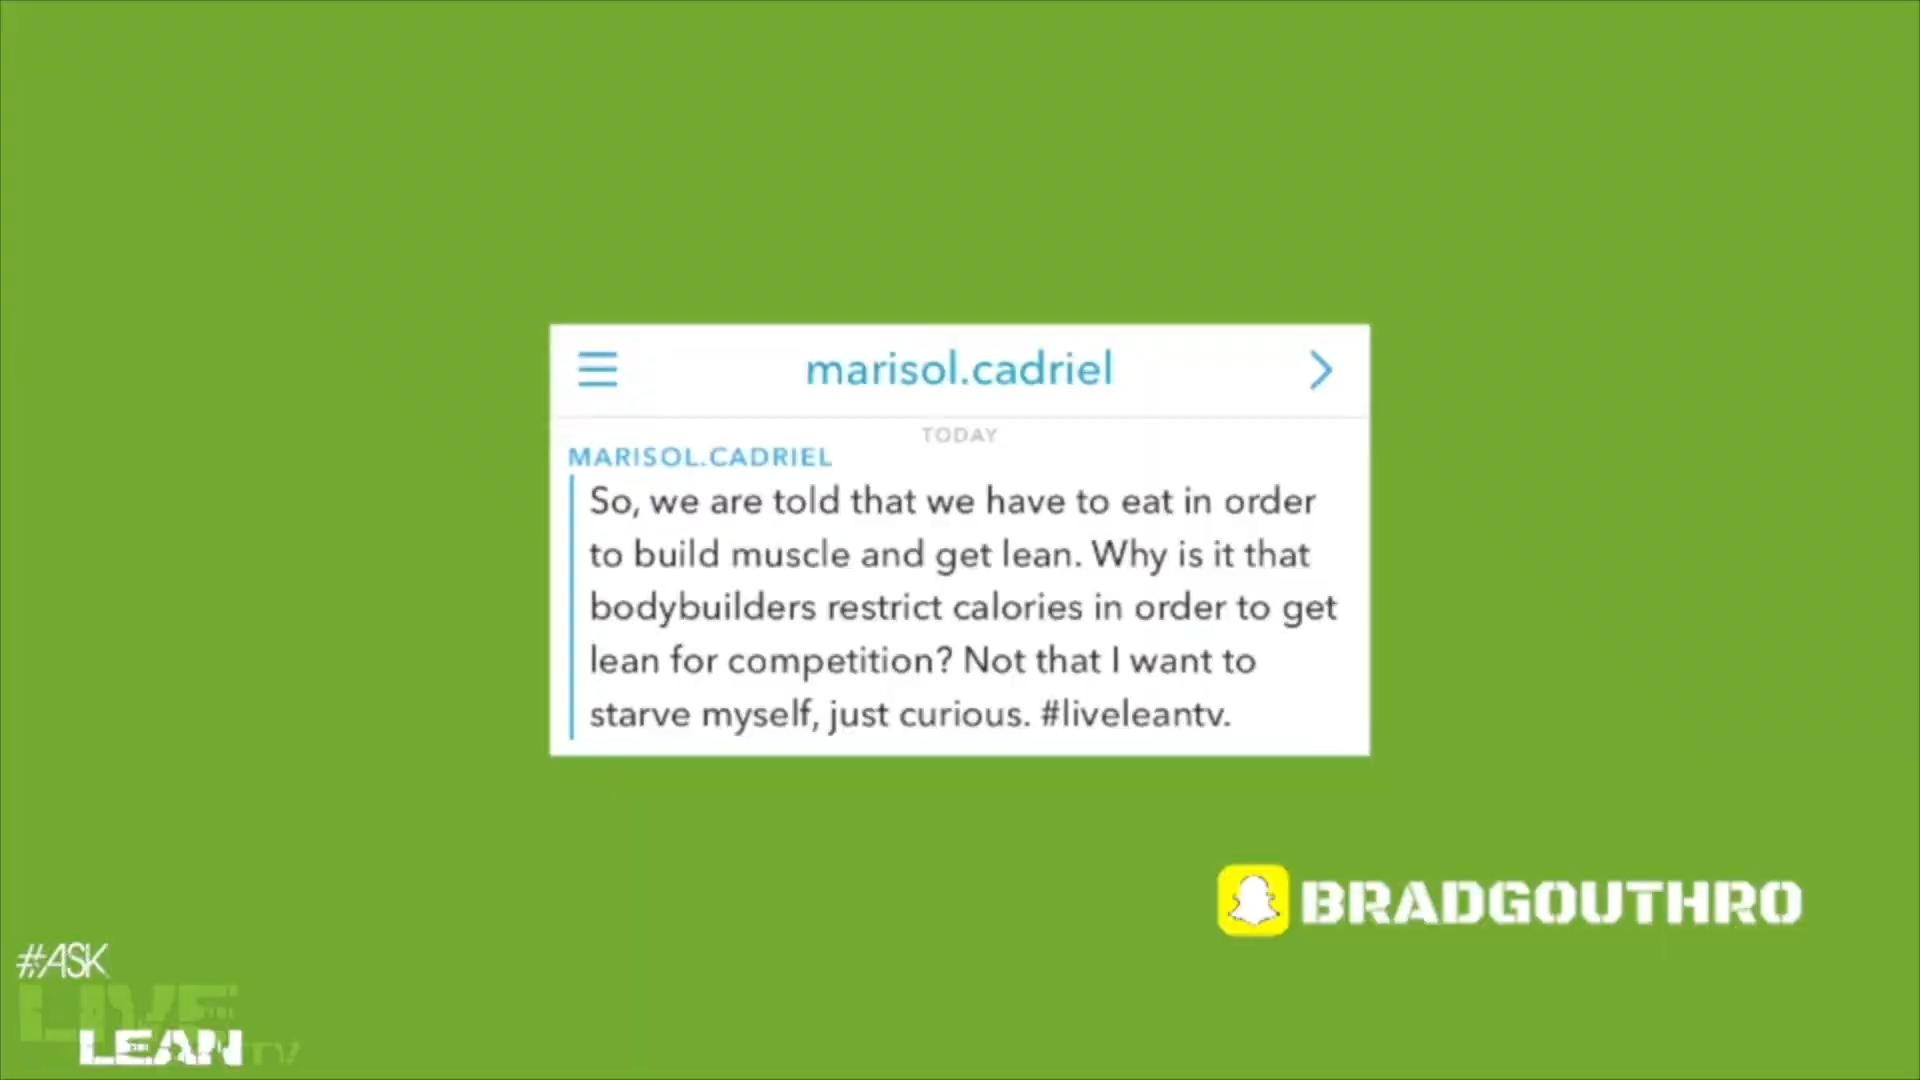 marisol.cadriel
TODAY
MARISOL.CADRIEL
So, we are told that we have to eat in order
to build muscle and get lean. Why is it that
bodybuilders restrict calories in order to get
lean for competition? Not that I want to
starve myself, just curious. #liveleantv.
BRADGOUTHRO
#ASK
LIVE
LEAN TV